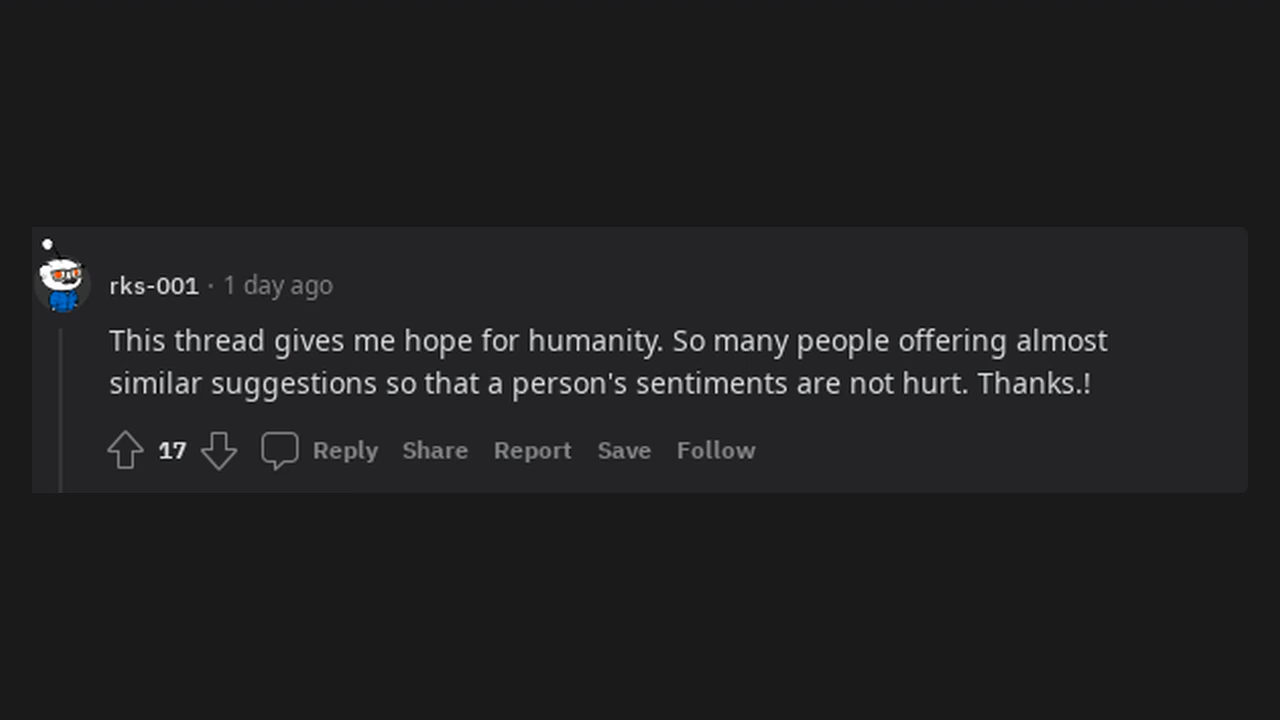 rks-001 · 1 day ago
This thread gives me hope for humanity. So many people offering almost
similar suggestions so that a person's sentiments are not hurt. Thanks.!
17 Reply Share Report Save Follow